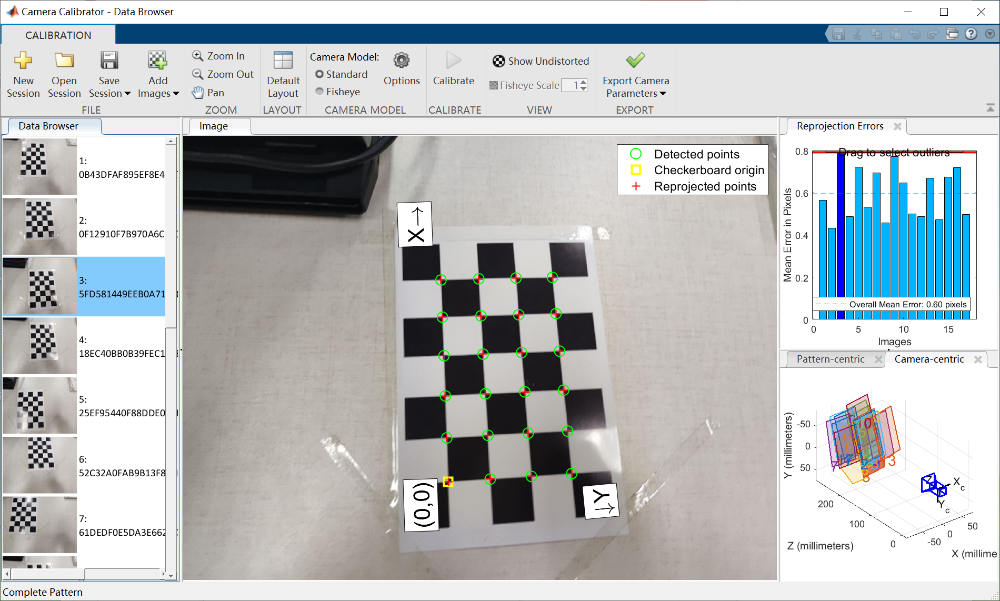 Camera Calibrator - Data Browser
CALIBRATION
New Session
Open Session
Save Session
Add Images
FILE
Zoom In
Zoom Out
Pan
ZOOM
Default Layout
LAYOUT
Camera Model:
Standard
Fisheye
Options
CAMERA MODEL
Calibrate
CALIBRATE
Show Undistorted
Fisheye Scale 1
VIEW
Export Camera Parameters
EXPORT
Data Browser
1:
0B43DFAF895EF8E4
2:
0F12910F7B970A6C
3:
5FD581449EEB0A71
4:
18EC40BB0B39FEC1
5:
25EF95440F88DDE0
6:
52C32A0FAB9B13F8
7:
61DEDF0E5DA3E662
Image
Detected points
Checkerboard origin
Reprojected points
X→
(0,0)
→Y
Reprojection Errors
Drag to select outliers
Mean Error in Pixels
0.8
0.6
0.4
0.2
0
Overall Mean Error: 0.60 pixels
0 5 10 15
Images
Pattern-centric
Camera-centric
Y (millimeters)
-50
0
50
200
100
0
Z (millimeters)
-50
0
50
X (millime
Z
Xc
Yc
Complete Pattern